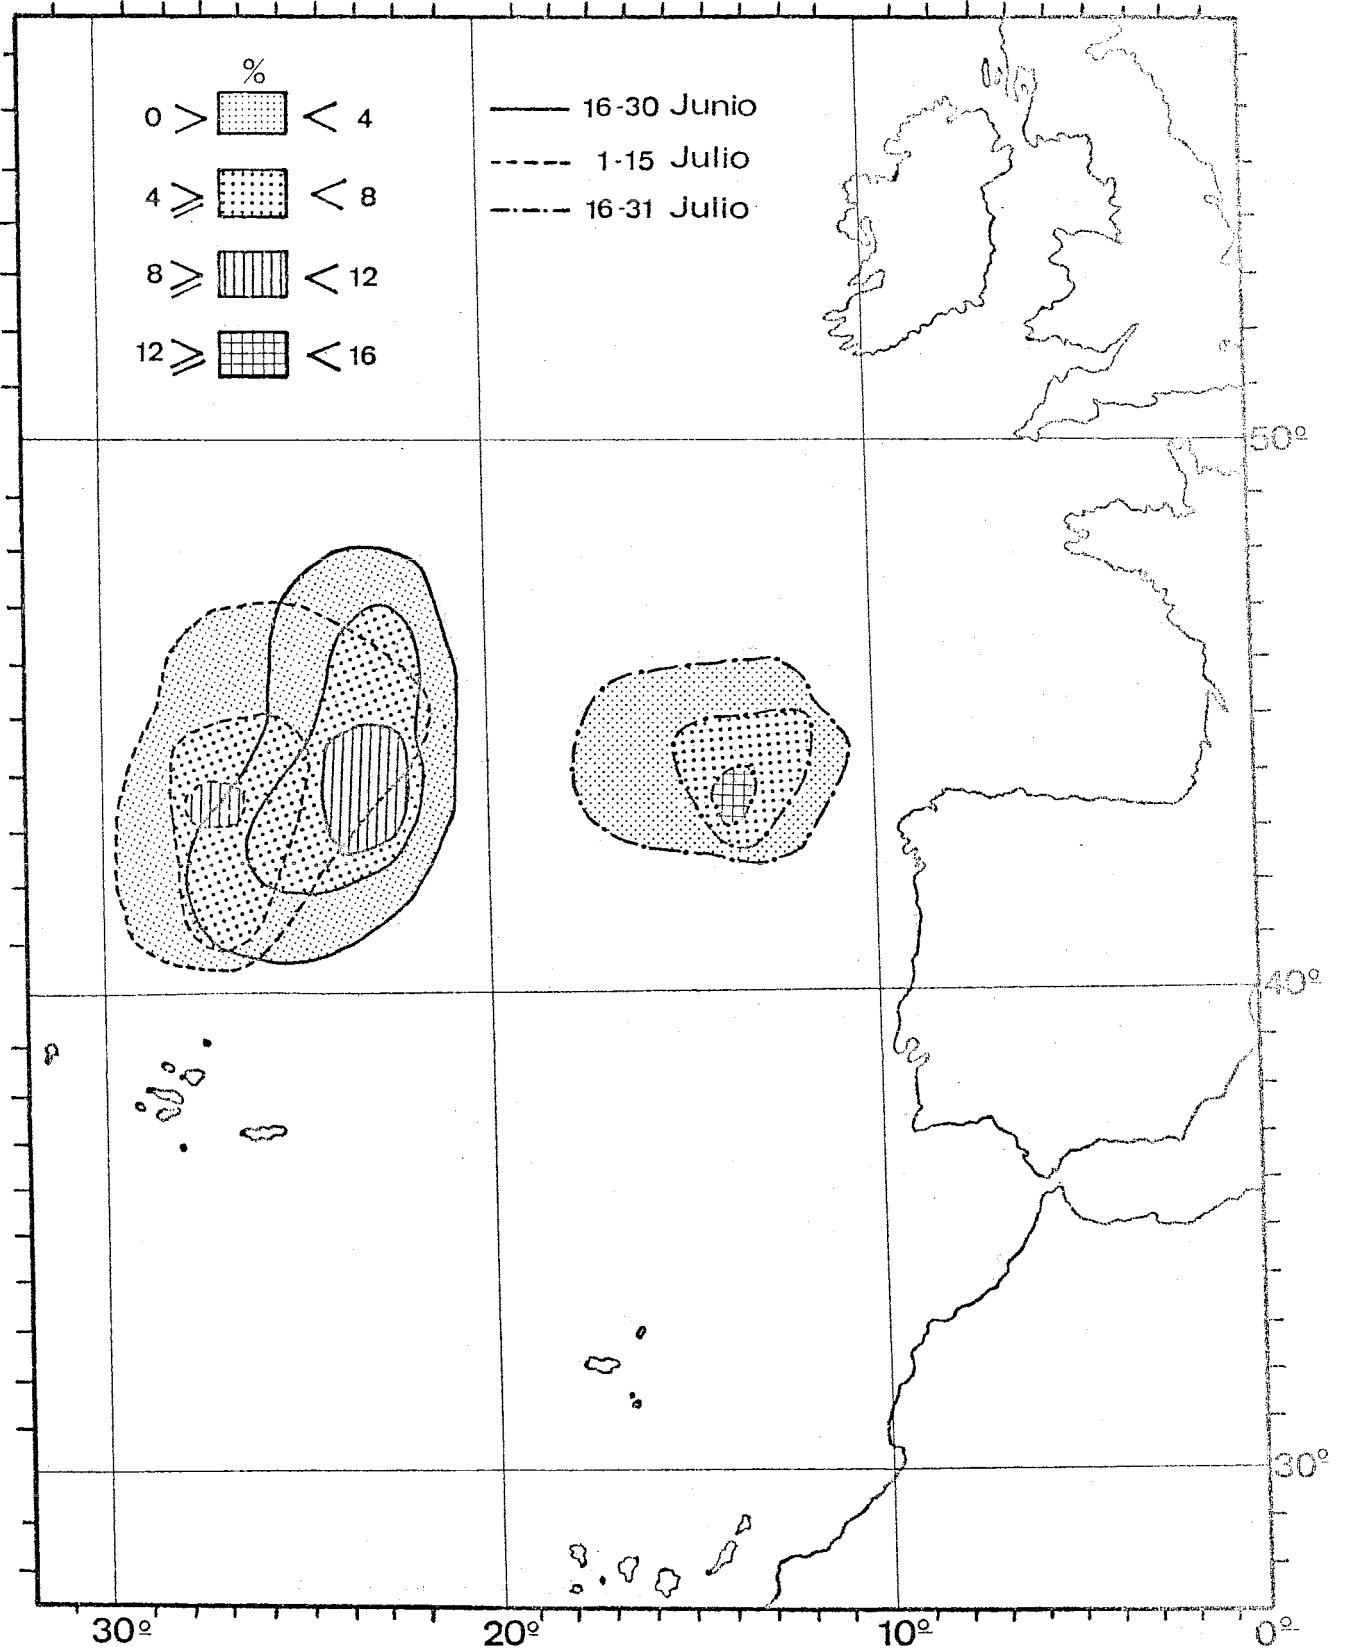 %
0 > < 4
4 ⩾ < 8
8 ⩾ < 12
12 ⩾ < 16
16-30 Junio
1-15 Julio
16-31 Julio
50º
40º
30º
30º 20º 10º 0º